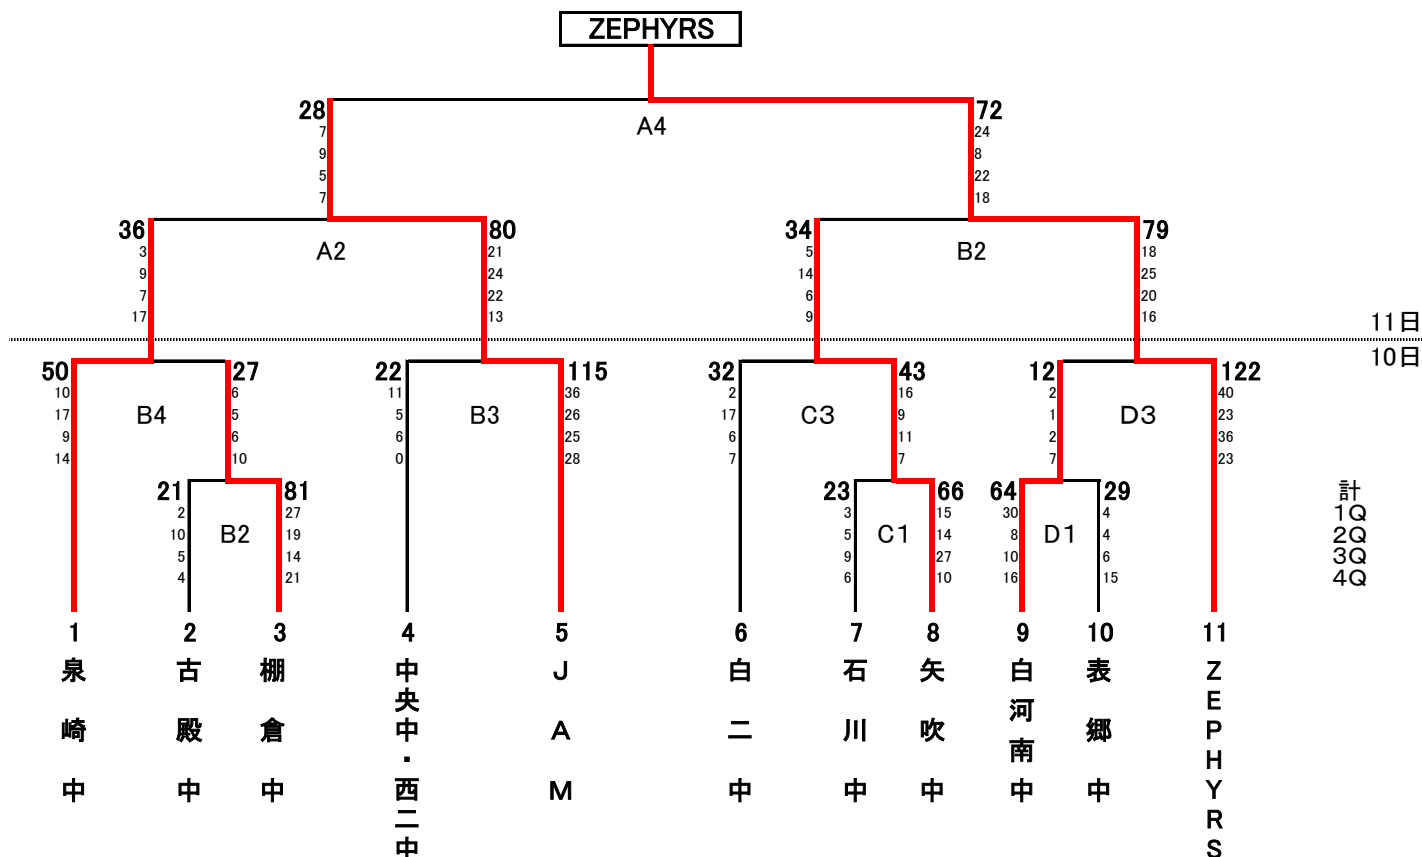 ZEPHYRS
28 72
A4
7 24
9 8
5 22
7 18
36 80 34 79
A2 B2
3 21 5 18
9 24 14 25
7 22 6 20
17 13 9 16
11日
10日
50 27 22 115 32 43 12 122
10 6 11 36 2 16 2 40
B4 B3 C3 D3
17 5 5 26 17 9 1 23
9 6 6 25 6 11 2 36
14 10 0 28 7 7 7 23
21 81 23 66 64 29 計
2 27 3 15 30 4 1Q
B2 C1 D1
10 19 5 14 8 4 2Q
5 14 9 27 10 6 3Q
4 21 6 10 16 15 4Q
1 2 3 4 5 6 7 8 9 10 11
泉崎中
古殿中
棚倉中
中央中・西二中
JAM
白二中
石川中
矢吹中
白河南中
表郷中
ZEPHYRS